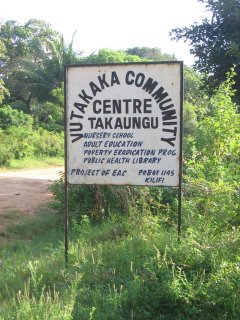 VUTAKAKA COMMUNITY
CENTRE
TAKAUNGU
NURSERY SCHOOL
ADULT EDUCATION
POVERTY ERADICATION PROG.
PUBLIC HEALTH LIBRARY
PROJECT OF EAC P.O BOX 1145
KILIFI